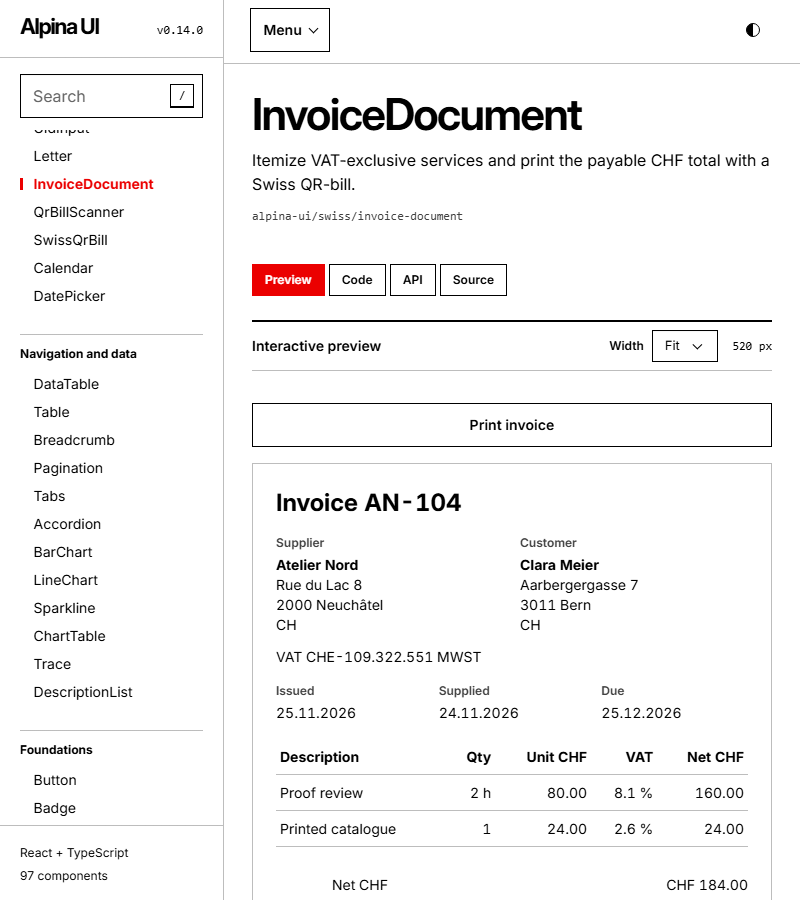 Alpina UI
v0.14.0
Search
/
Letter
InvoiceDocument
QrBillScanner
SwissQrBill
Calendar
DatePicker
Navigation and data
DataTable
Table
Breadcrumb
Pagination
Tabs
Accordion
BarChart
LineChart
Sparkline
ChartTable
Trace
DescriptionList
Foundations
Button
Badge
React + TypeScript
97 components
Menu
InvoiceDocument
Itemize VAT-exclusive services and print the payable CHF total with a
Swiss QR-bill.
alpina-ui/swiss/invoice-document
Preview Code API Source
Interactive preview Width Fit 520 px
Print invoice
Invoice AN-104
Supplier Customer
Atelier Nord Clara Meier
Rue du Lac 8 Aarbergergasse 7
2000 Neuchâtel 3011 Bern
CH CH
VAT CHE-109.322.551 MWST
Issued Supplied Due
25.11.2026 24.11.2026 25.12.2026
Description Qty Unit CHF VAT Net CHF
Proof review 2 h 80.00 8.1 % 160.00
Printed catalogue 1 24.00 2.6 % 24.00
Net CHF CHF 184.00